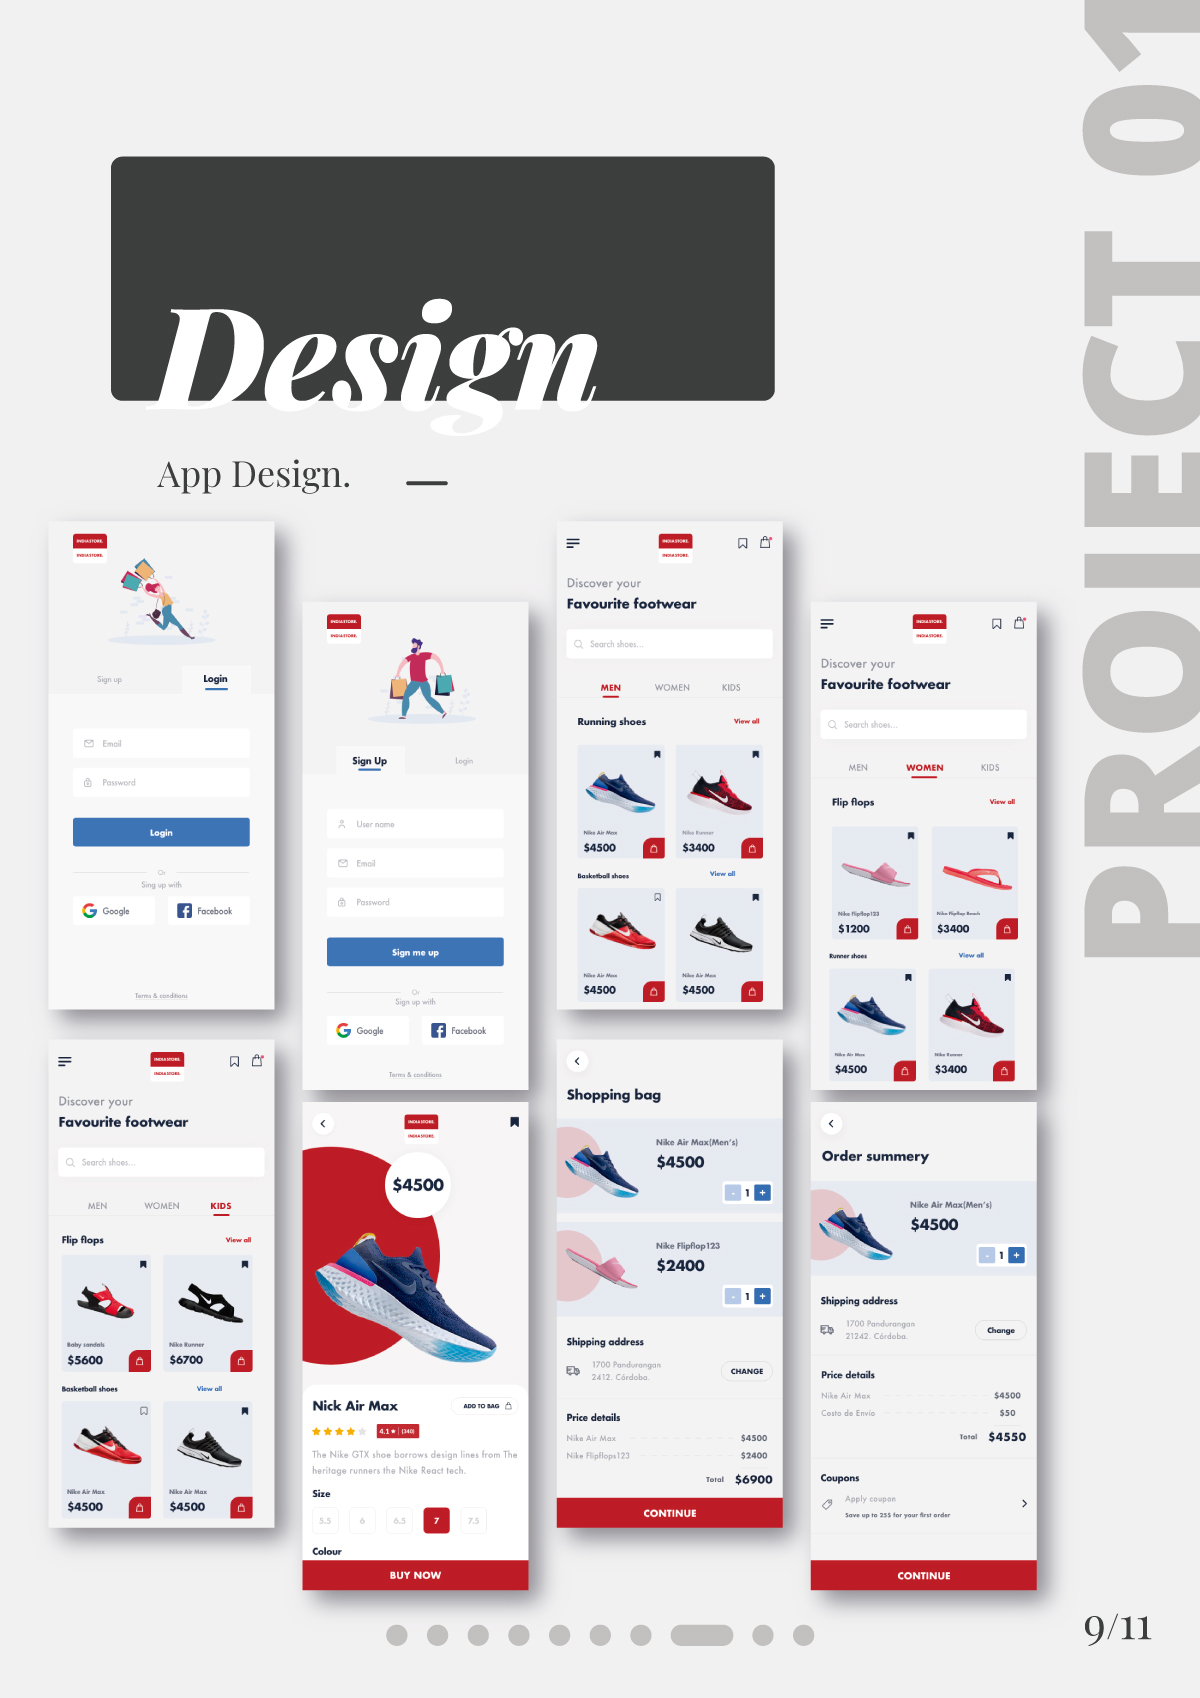 PROJECT 01
Design
App Design.
INDIASTORE.
INDIASTORE.
Sign up
Login
Email
Password
Login
Or
Sing up with
Google
Facebook
Terms & conditions
INDIASTORE.
INDIASTORE.
Sign Up
Login
User name
Email
Password
Sign me up
Or
Sign up with
Google
Facebook
Terms & conditions
INDIASTORE.
INDIASTORE.
Discover your
Favourite footwear
Search shoes...
MEN WOMEN KIDS
Running shoes View all
Nike Air Max Nike Runner
$4500 $3400
Basketball shoes View all
Nike Air Max Nike Air Max
$4500 $4500
INDIASTORE.
INDIASTORE.
Discover your
Favourite footwear
Search shoes...
MEN WOMEN KIDS
Flip flops View all
Nike Flipflop123 Nike Flipflop Beach
$1200 $3400
Runner shoes View all
Nike Air Max Nike Runner
$4500 $3400
INDIASTORE.
INDIASTORE.
Discover your
Favourite footwear
Search shoes...
MEN WOMEN KIDS
Flip flops View all
Baby sandals Nike Runner
$5600 $6700
Basketball shoes View all
Nike Air Max Nike Air Max
$4500 $4500
INDIASTORE.
INDIASTORE.
$4500
Nick Air Max ADD TO BAG
4.1 ★ | (340)
The Nike GTX shoe borrows design lines from The
heritage runners the Nike React tech.
Size
5.5 6 6.5 7 7.5
Colour
BUY NOW
Shopping bag
Nike Air Max(Men's)
$4500
- 1 +
Nike Flipflop123
$2400
- 1 +
Shipping address
1700 Pandurangan
2412. Córdoba.
CHANGE
Price details
Nike Air Max $4500
Nike Flipflops123 $2400
Total $6900
CONTINUE
Order summery
Nike Air Max(Men's)
$4500
- 1 +
Shipping address
1700 Pandurangan
21242. Córdoba.
Change
Price details
Nike Air Max $4500
Costo de Envío $50
Total $4550
Coupons
Apply coupon
Save up to 25$ for your first order
CONTINUE
9/11